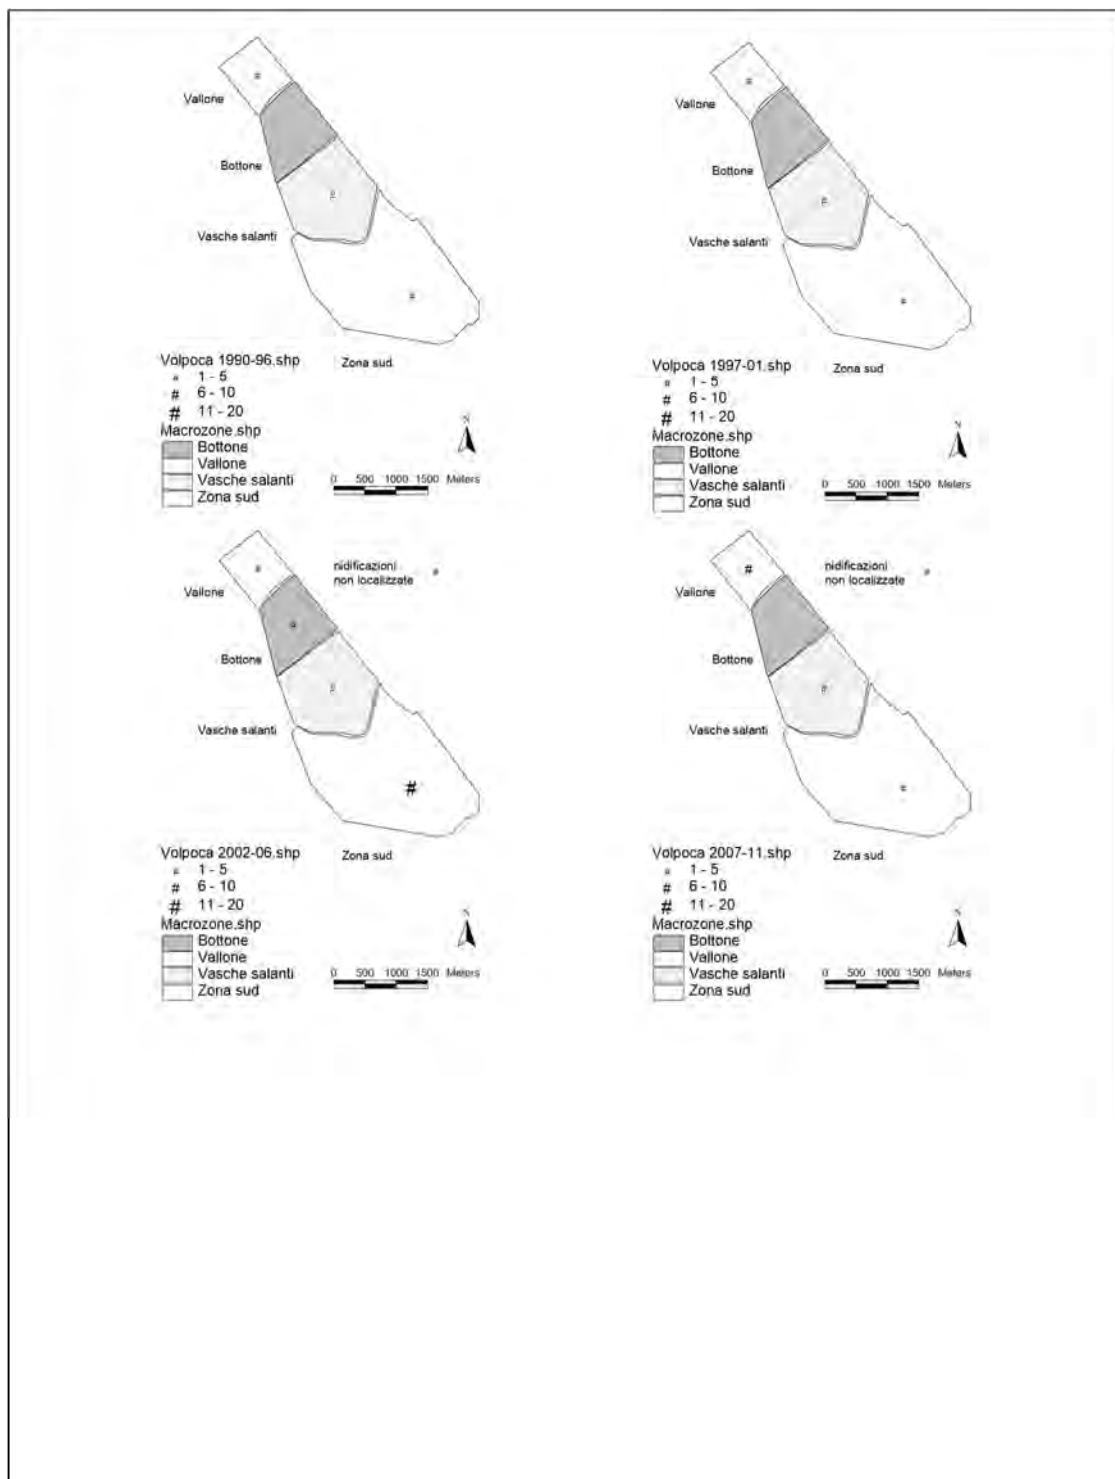 Vallone
Bottone
Vasche salanti
Zona sud
Volpoca 1990-96.shp
# 1 - 5
# 6 - 10
# 11 - 20
Macrozone.shp
Bottone
Vallone
Vasche salanti
Zona sud
N
0 500 1000 1500 Meters
Vallone
Bottone
Vasche salanti
Zona sud
Volpoca 1997-01.shp
# 1 - 5
# 6 - 10
# 11 - 20
Macrozone.shp
Bottone
Vallone
Vasche salanti
Zona sud
N
0 500 1000 1500 Meters
nidificazioni
non localizzate #
Vallone
Bottone
Vasche salanti
Zona sud
Volpoca 2002-06.shp
# 1 - 5
# 6 - 10
# 11 - 20
Macrozone.shp
Bottone
Vallone
Vasche salanti
Zona sud
N
0 500 1000 1500 Meters
nidificazioni
non localizzate #
Vallone
Bottone
Vasche salanti
Zona sud
Volpoca 2007-11.shp
# 1 - 5
# 6 - 10
# 11 - 20
Macrozone.shp
Bottone
Vallone
Vasche salanti
Zona sud
N
0 500 1000 1500 Meters